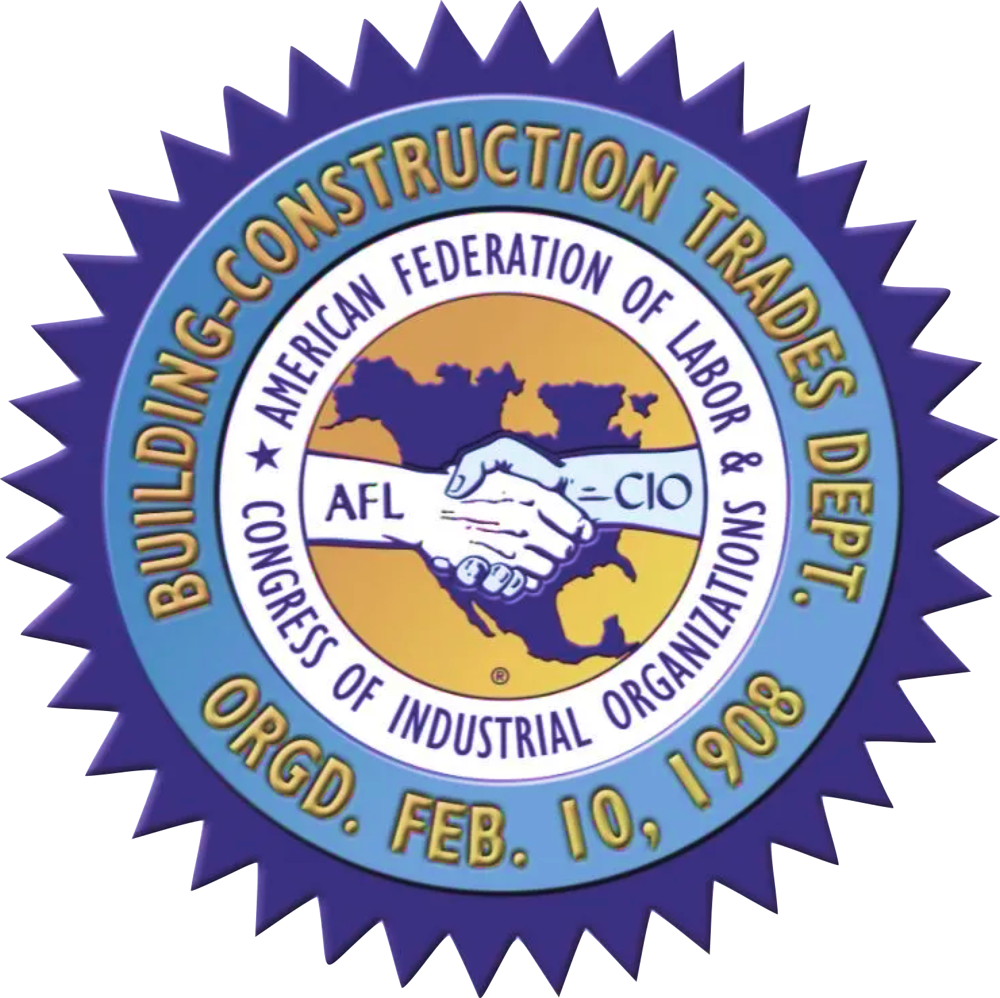 BUILDING-CONSTRUCTION TRADES DEPT.
ORGD. FEB. 10, 1908
★ AMERICAN FEDERATION OF LABOR &
CONGRESS OF INDUSTRIAL ORGANIZATIONS
AFL
-CIO
®